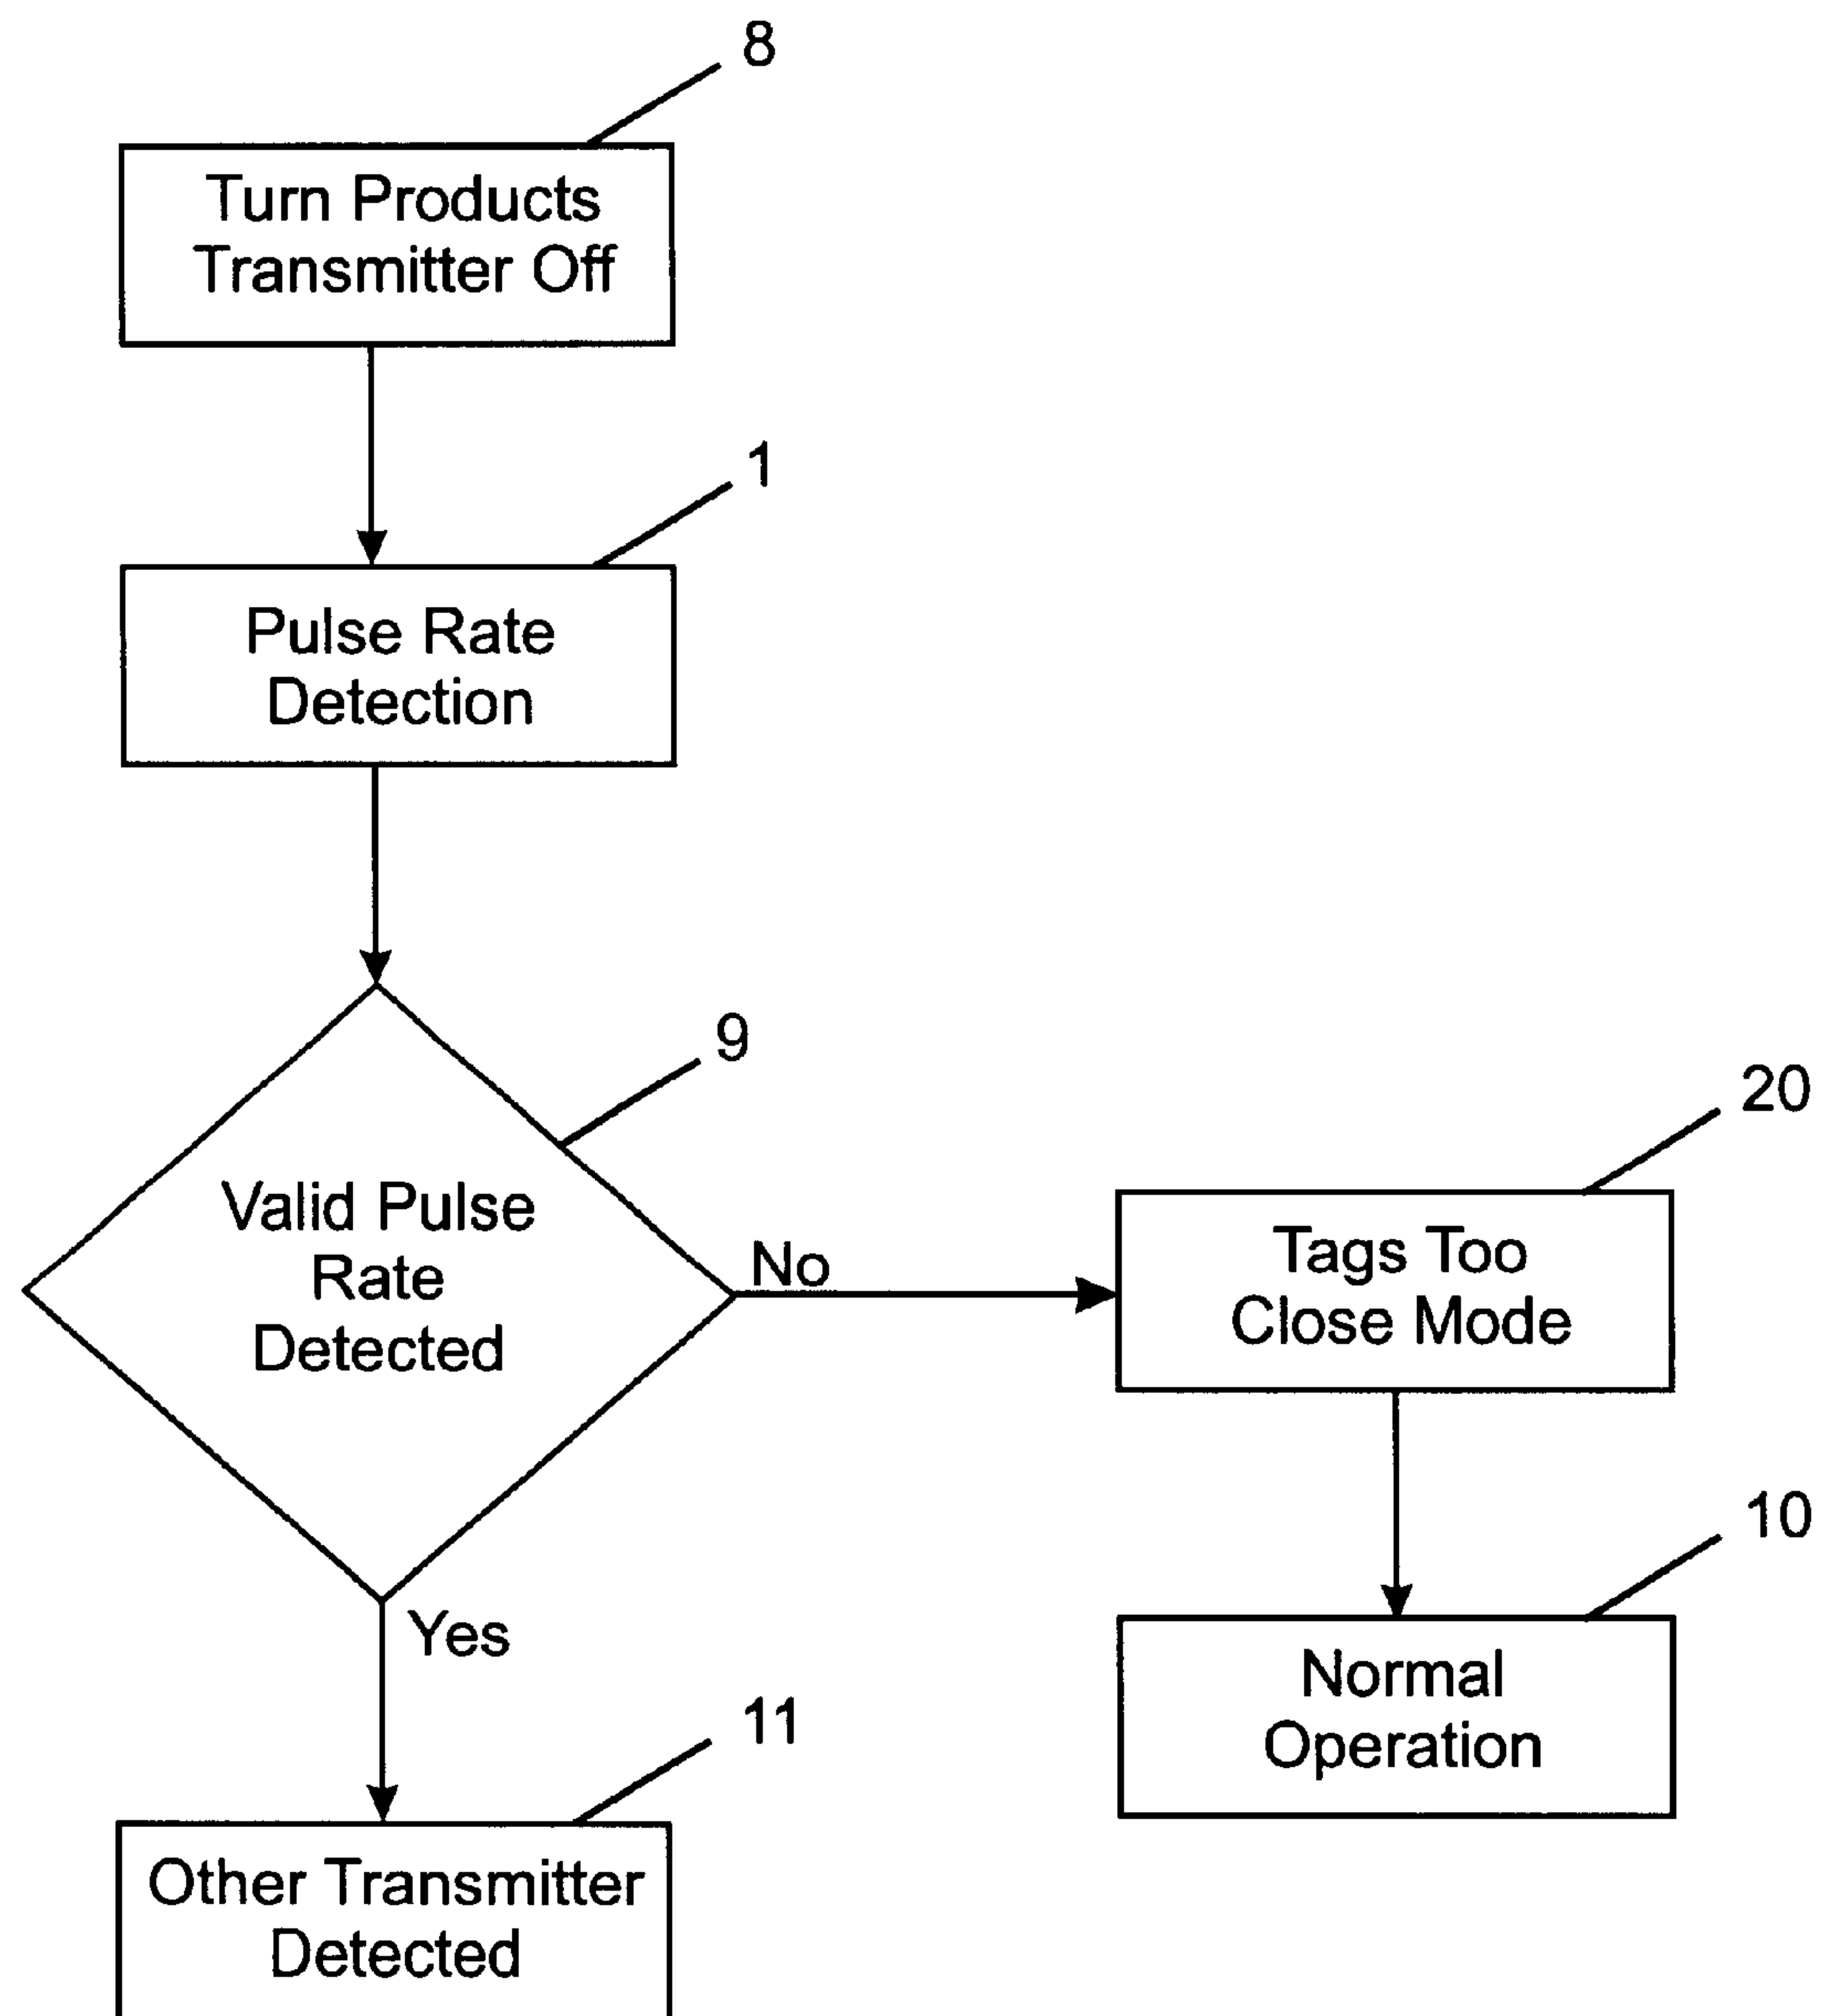 8
Turn Products
Transmitter Off
1
Pulse Rate
Detection
9
Valid Pulse
Rate
Detected
No
20
Tags Too
Close Mode
10
Normal
Operation
Yes
11
Other Transmitter
Detected